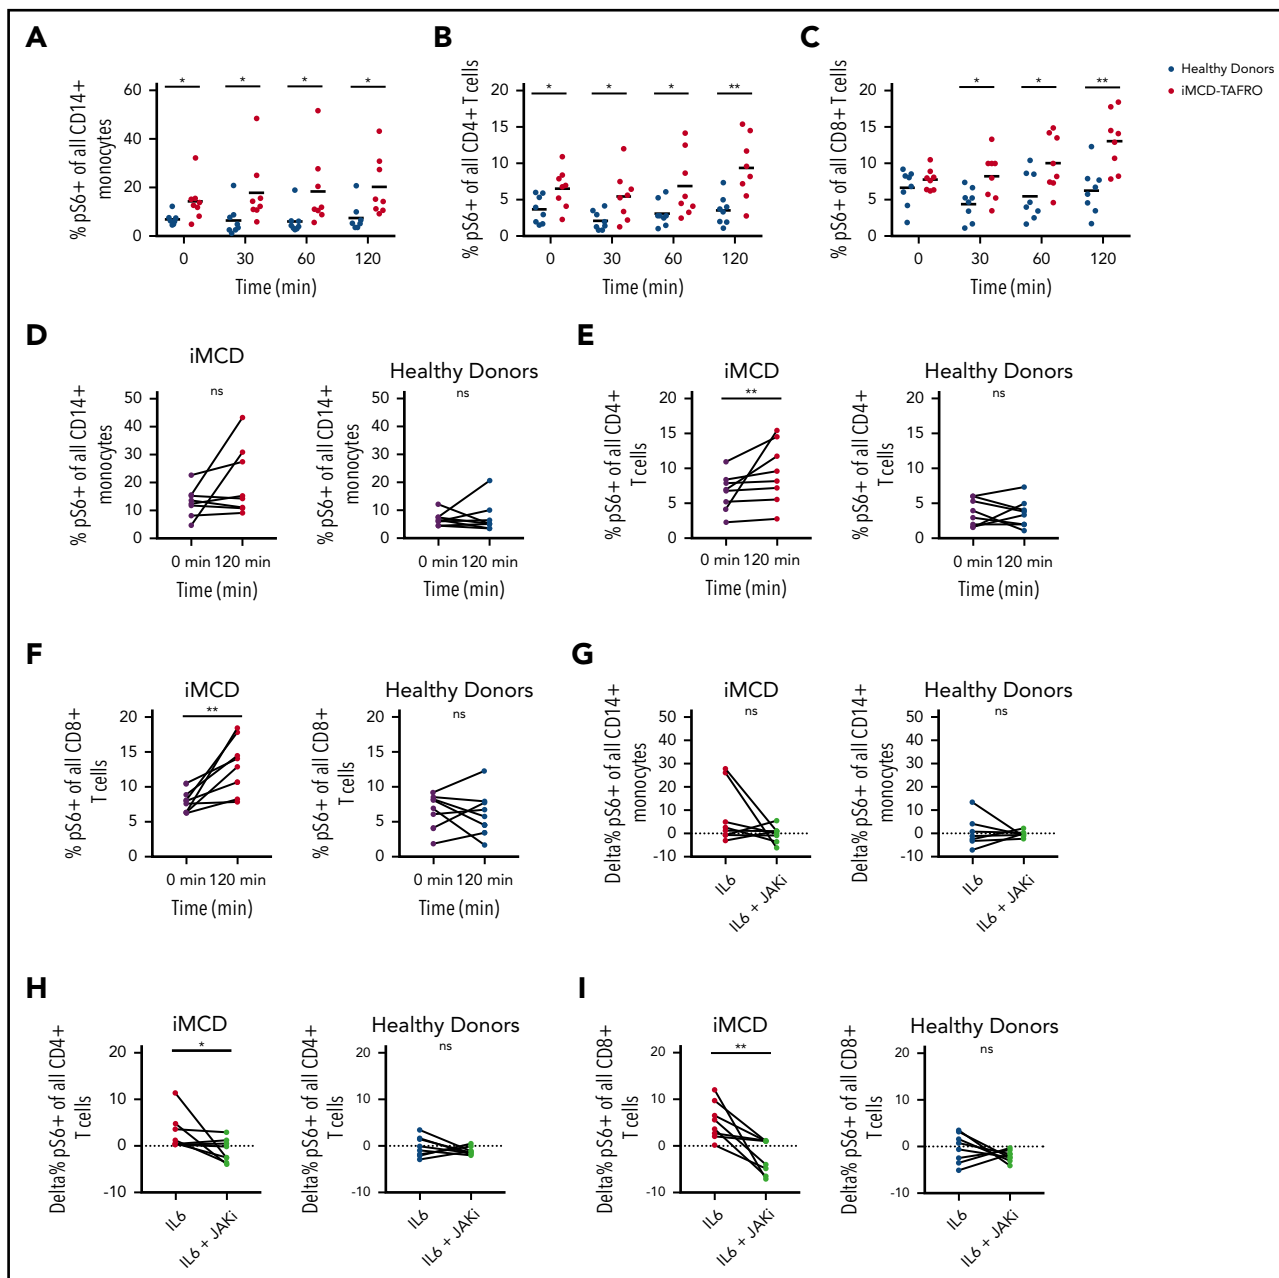 A
% pS6+ of all CD14+
monocytes
60
40
20
0
* * * *
0 30 60 120
Time (min)
B
% pS6+ of all CD4+ T cells
20
15
10
5
0
* * * **
0 30 60 120
Time (min)
C
% pS6+ of all CD8+ T cells
20
15
10
5
0
* * **
0 30 60 120
Time (min)
Healthy Donors
iMCD-TAFRO
D
iMCD
ns
% pS6+ of all CD14+
monocytes
50
40
30
20
10
0
0 min 120 min
Time (min)
Healthy Donors
ns
% pS6+ of all CD14+
monocytes
50
40
30
20
10
0
0 min 120 min
Time (min)
E
iMCD
**
% pS6+ of all CD4+
T cells
20
15
10
5
0
0 min 120 min
Time (min)
Healthy Donors
ns
% pS6+ of all CD4+
T cells
20
15
10
5
0
0 min 120 min
Time (min)
F
iMCD
**
% pS6+ of all CD8+
T cells
20
15
10
5
0
0 min 120 min
Time (min)
Healthy Donors
ns
% pS6+ of all CD8+
T cells
20
15
10
5
0
0 min 120 min
Time (min)
G
iMCD
ns
Delta% pS6+ of all CD14+
monocytes
50
40
30
20
10
0
-10
IL6
IL6 + JAKi
Healthy Donors
ns
Delta% pS6+ of all CD14+
monocytes
50
40
30
20
10
0
-10
IL6
IL6 + JAKi
H
iMCD
*
Delta% pS6+ of all CD4+
T cells
20
10
0
-10
IL6
IL6 + JAKi
Healthy Donors
ns
Delta% pS6+ of all CD4+
T cells
20
10
0
-10
IL6
IL6 + JAKi
I
iMCD
**
Delta% pS6+ of all CD8+
T cells
20
10
0
-10
IL6
IL6 + JAKi
Healthy Donors
ns
Delta% pS6+ of all CD8+
T cells
20
10
0
-10
IL6
IL6 + JAKi